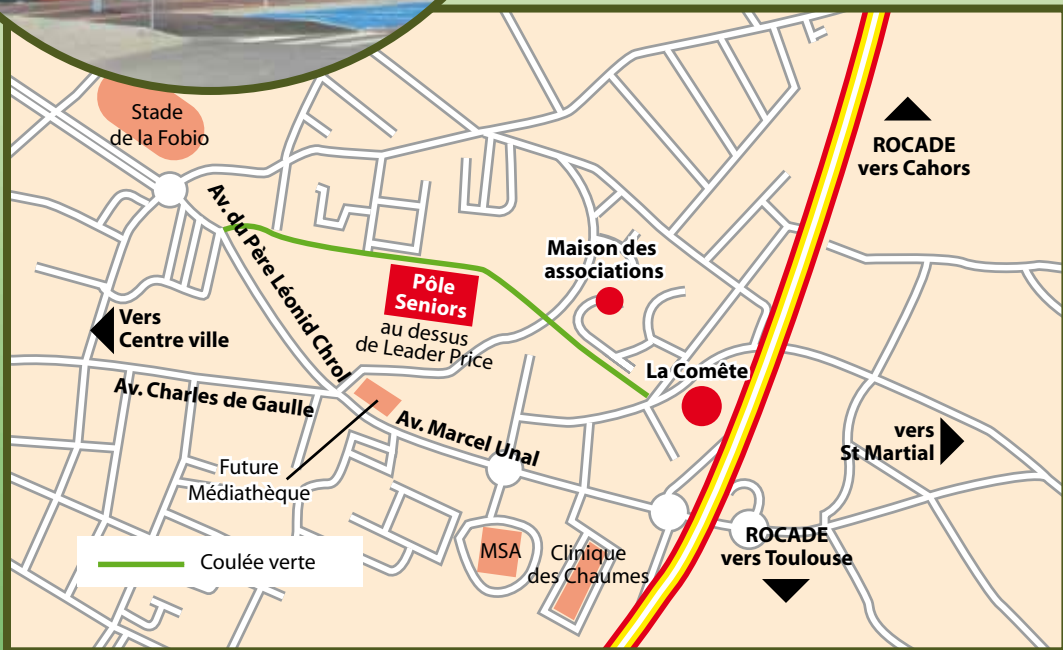 Stade
de la Fobio
ROCADE
vers Cahors
Av. du Père Léonid Chrol
Maison des
associations
Pôle
Seniors
au dessus
de Leader Price
Vers
Centre ville
La Comête
Av. Charles de Gaulle
Av. Marcel Unal
vers
St Martial
Future
Médiathèque
ROCADE
vers Toulouse
MSA
Clinique
des Chaumes
Coulée verte